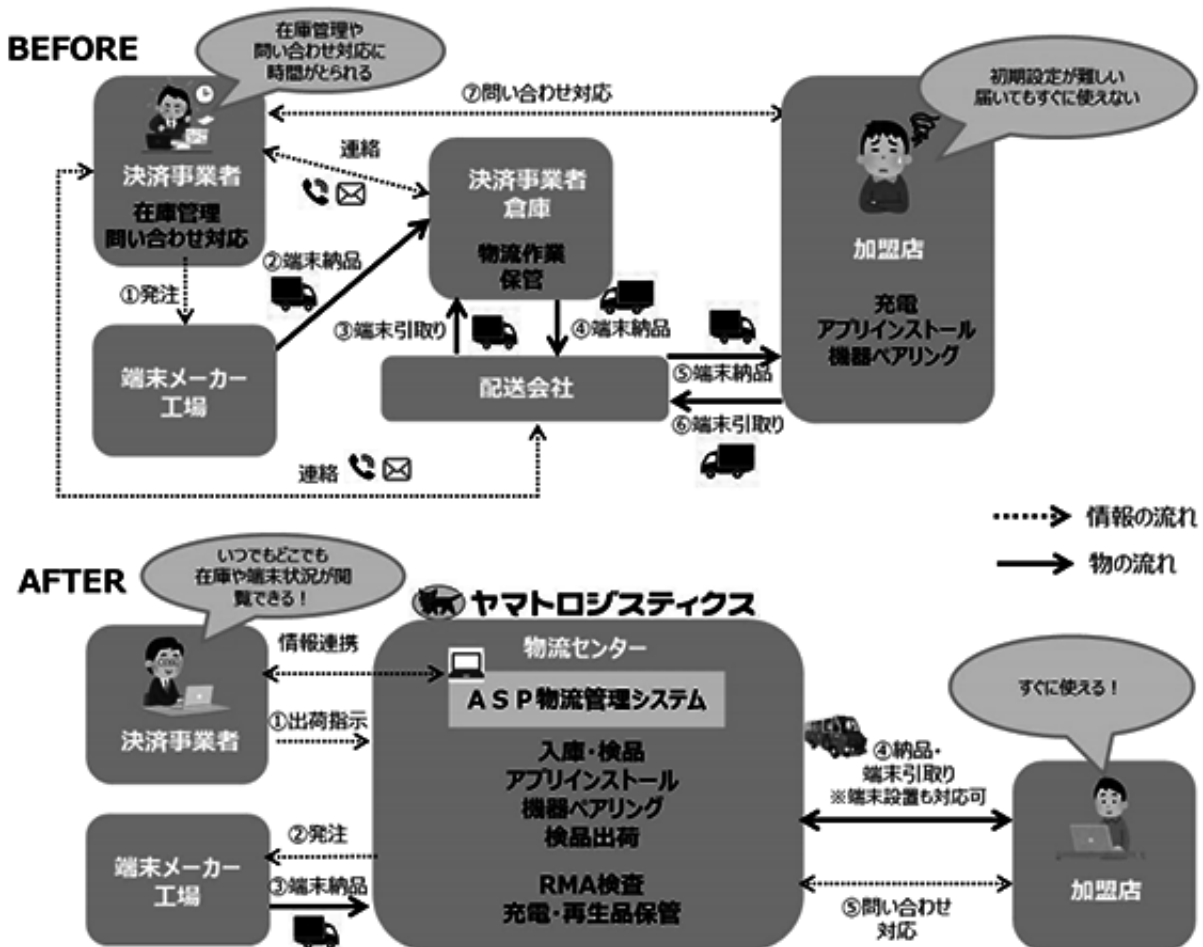 BEFORE
在庫管理や
問い合わせ対応に
時間がとられる
初期設定が難しい
届いてもすぐに使えない
⑦問い合わせ対応
決済事業者
在庫管理
問い合わせ対応
連絡
決済事業者
倉庫
物流作業
保管
加盟店
充電
アプリインストール
機器ペアリング
①発注
②端末納品
③端末引取り
④端末納品
⑤端末納品
⑥端末引取り
端末メーカー
工場
配送会社
連絡
情報の流れ
物の流れ
AFTER
いつでもどこでも
在庫や端末状況が閲
覧できる！
ヤマトロジスティクス
物流センター
ASP物流管理システム
入庫・検品
アプリインストール
機器ペアリング
検品出荷
RMA検査
充電・再生品保管
情報連携
①出荷指示
決済事業者
②発注
③端末納品
端末メーカー
工場
すぐに使える！
④納品・
端末引取り
※端末設置も対応可
⑤問い合わせ
対応
加盟店